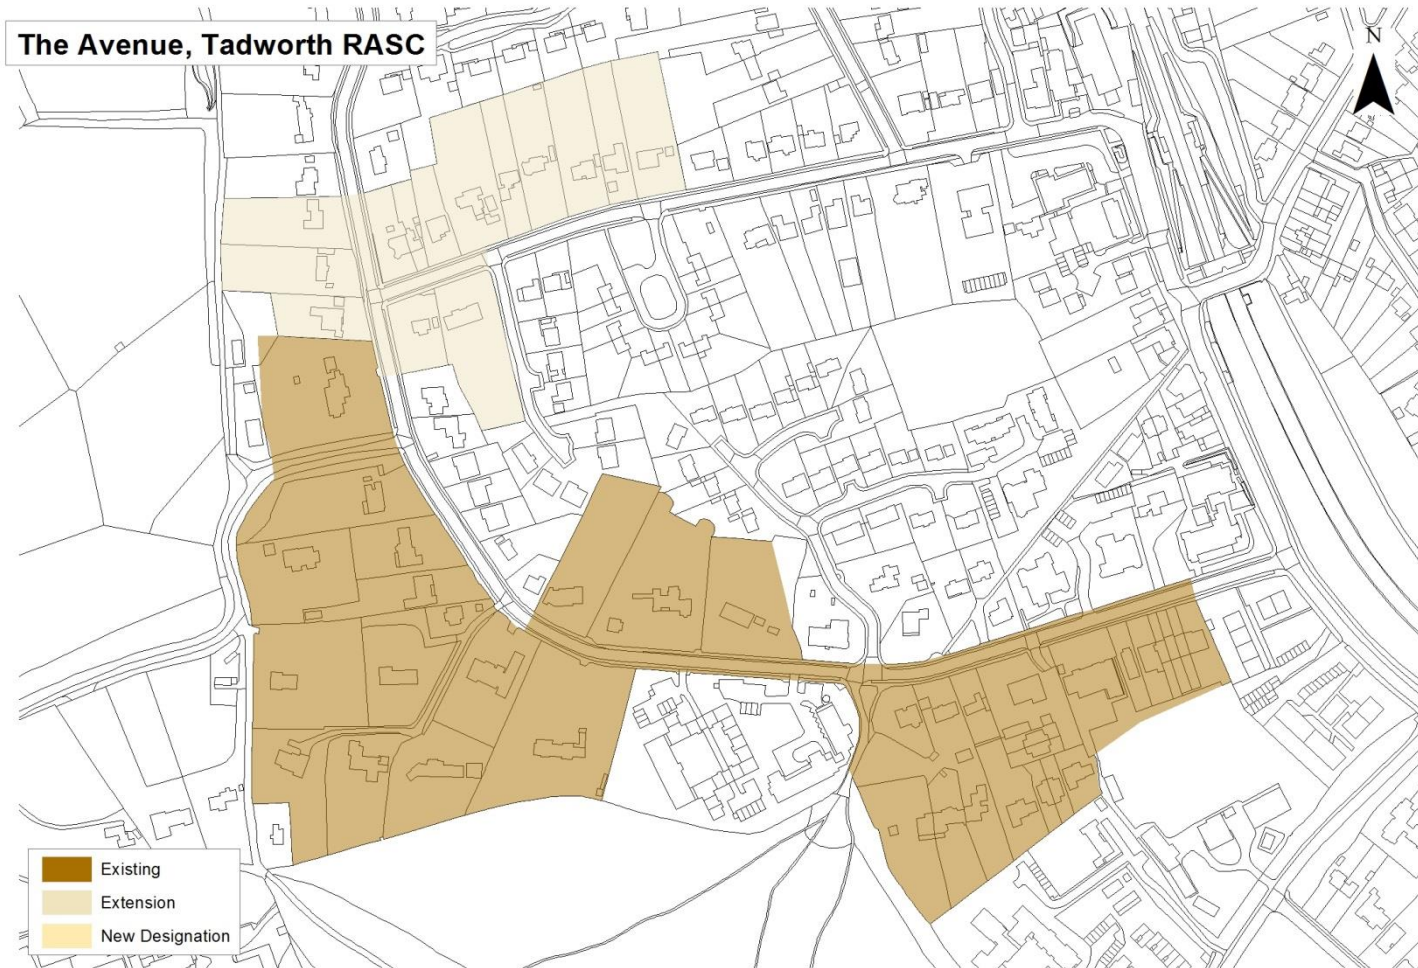 The Avenue, Tadworth RASC
N
Existing
Extension
New Designation